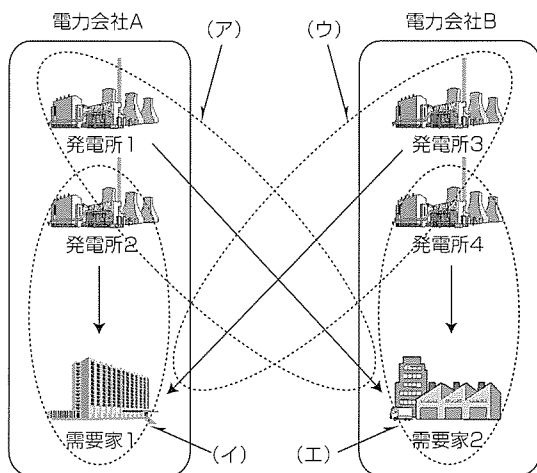 電力会社A
(ア)
(ウ)
電力会社B
発電所1
発電所3
発電所2
発電所4
需要家1
(イ)
(エ)
需要家2